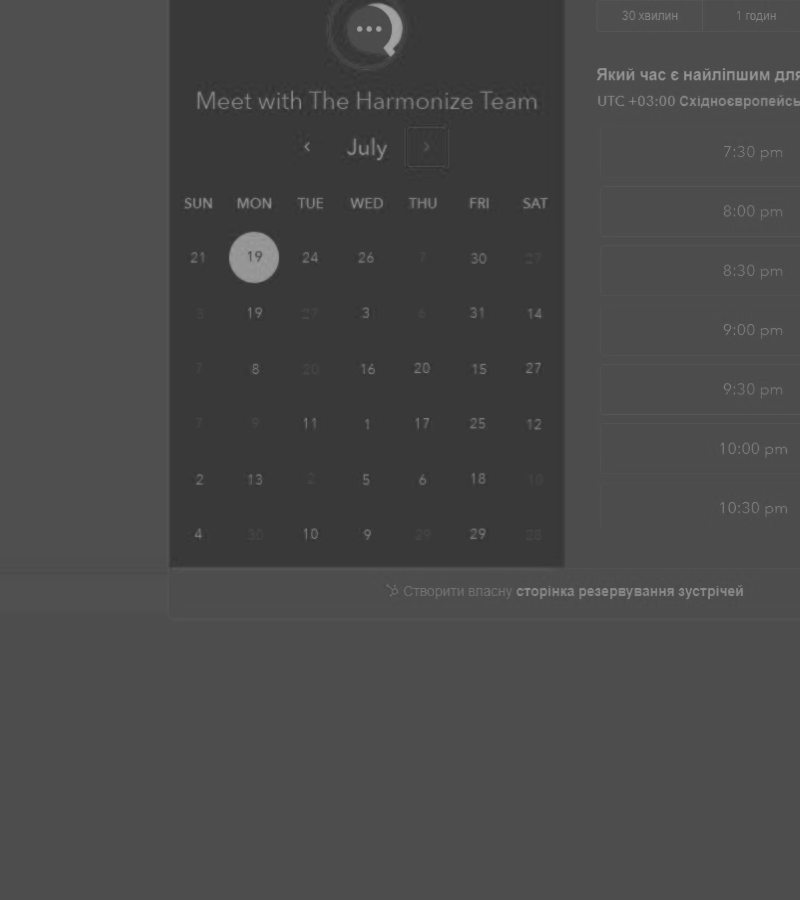 Meet with The Harmonize Team
July
SUN MON TUE WED THU FRI SAT
21 19 24 26 7 30 27
3 19 27 3 6 31 14
7 8 20 16 20 15 27
7 9 11 1 17 25 12
2 13 2 5 6 18 10
4 30 10 9 29 29 28
30 хвилин 1 годин
Який час є найліпшим для
UTC +03:00 Східноєвропейсь
7:30 pm
8:00 pm
8:30 pm
9:00 pm
9:30 pm
10:00 pm
10:30 pm
Створити власну сторінка резервування зустрічей